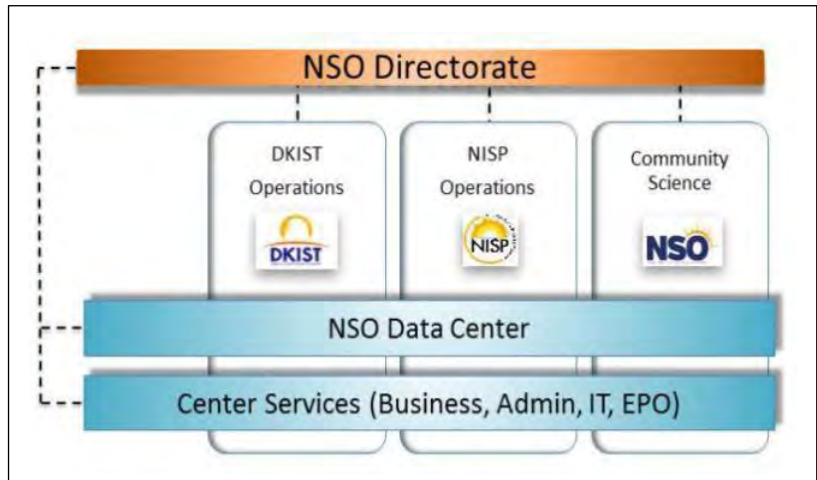 NSO Directorate
DKIST
Operations
DKIST
NISP
Operations
NISP
Community
Science
NSO
NSO Data Center
Center Services (Business, Admin, IT, EPO)